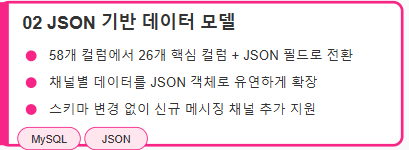 02 JSON 기반 데이터 모델
58개 컬럼에서 26개 핵심 컬럼 + JSON 필드로 전환
채널별 데이터를 JSON 객체로 유연하게 확장
스키마 변경 없이 신규 메시징 채널 추가 지원
MySQL JSON